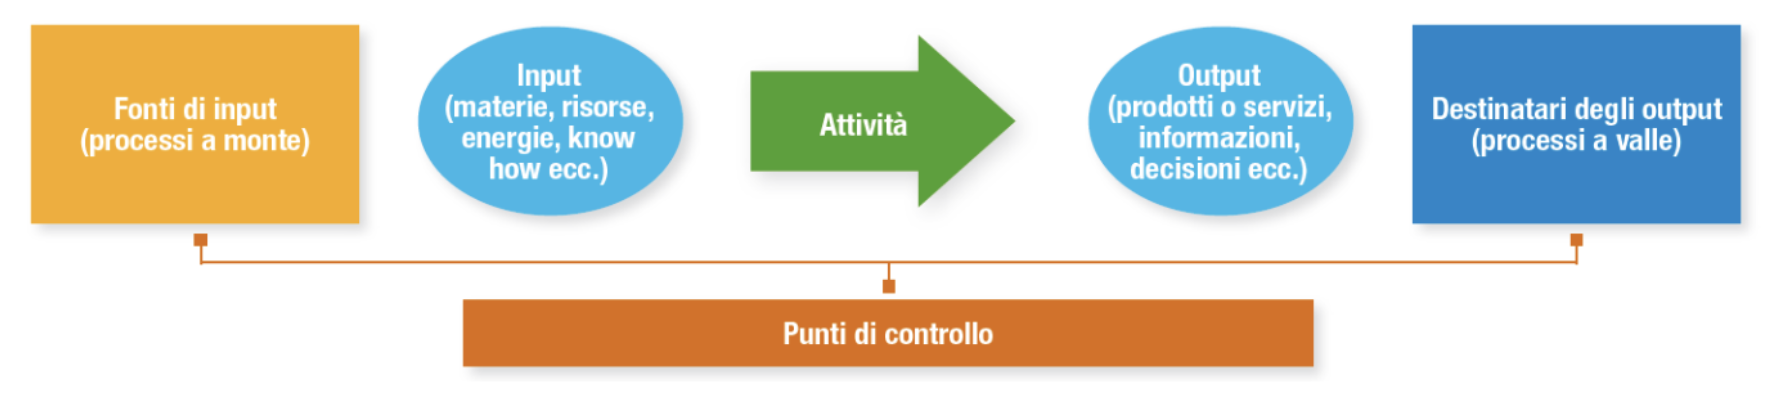 Fonti di input
(processi a monte)
Input
(materie, risorse,
energie, know
how ecc.)
Attività
Output
(prodotti o servizi,
informazioni,
decisioni ecc.)
Destinatari degli output
(processi a valle)
Punti di controllo